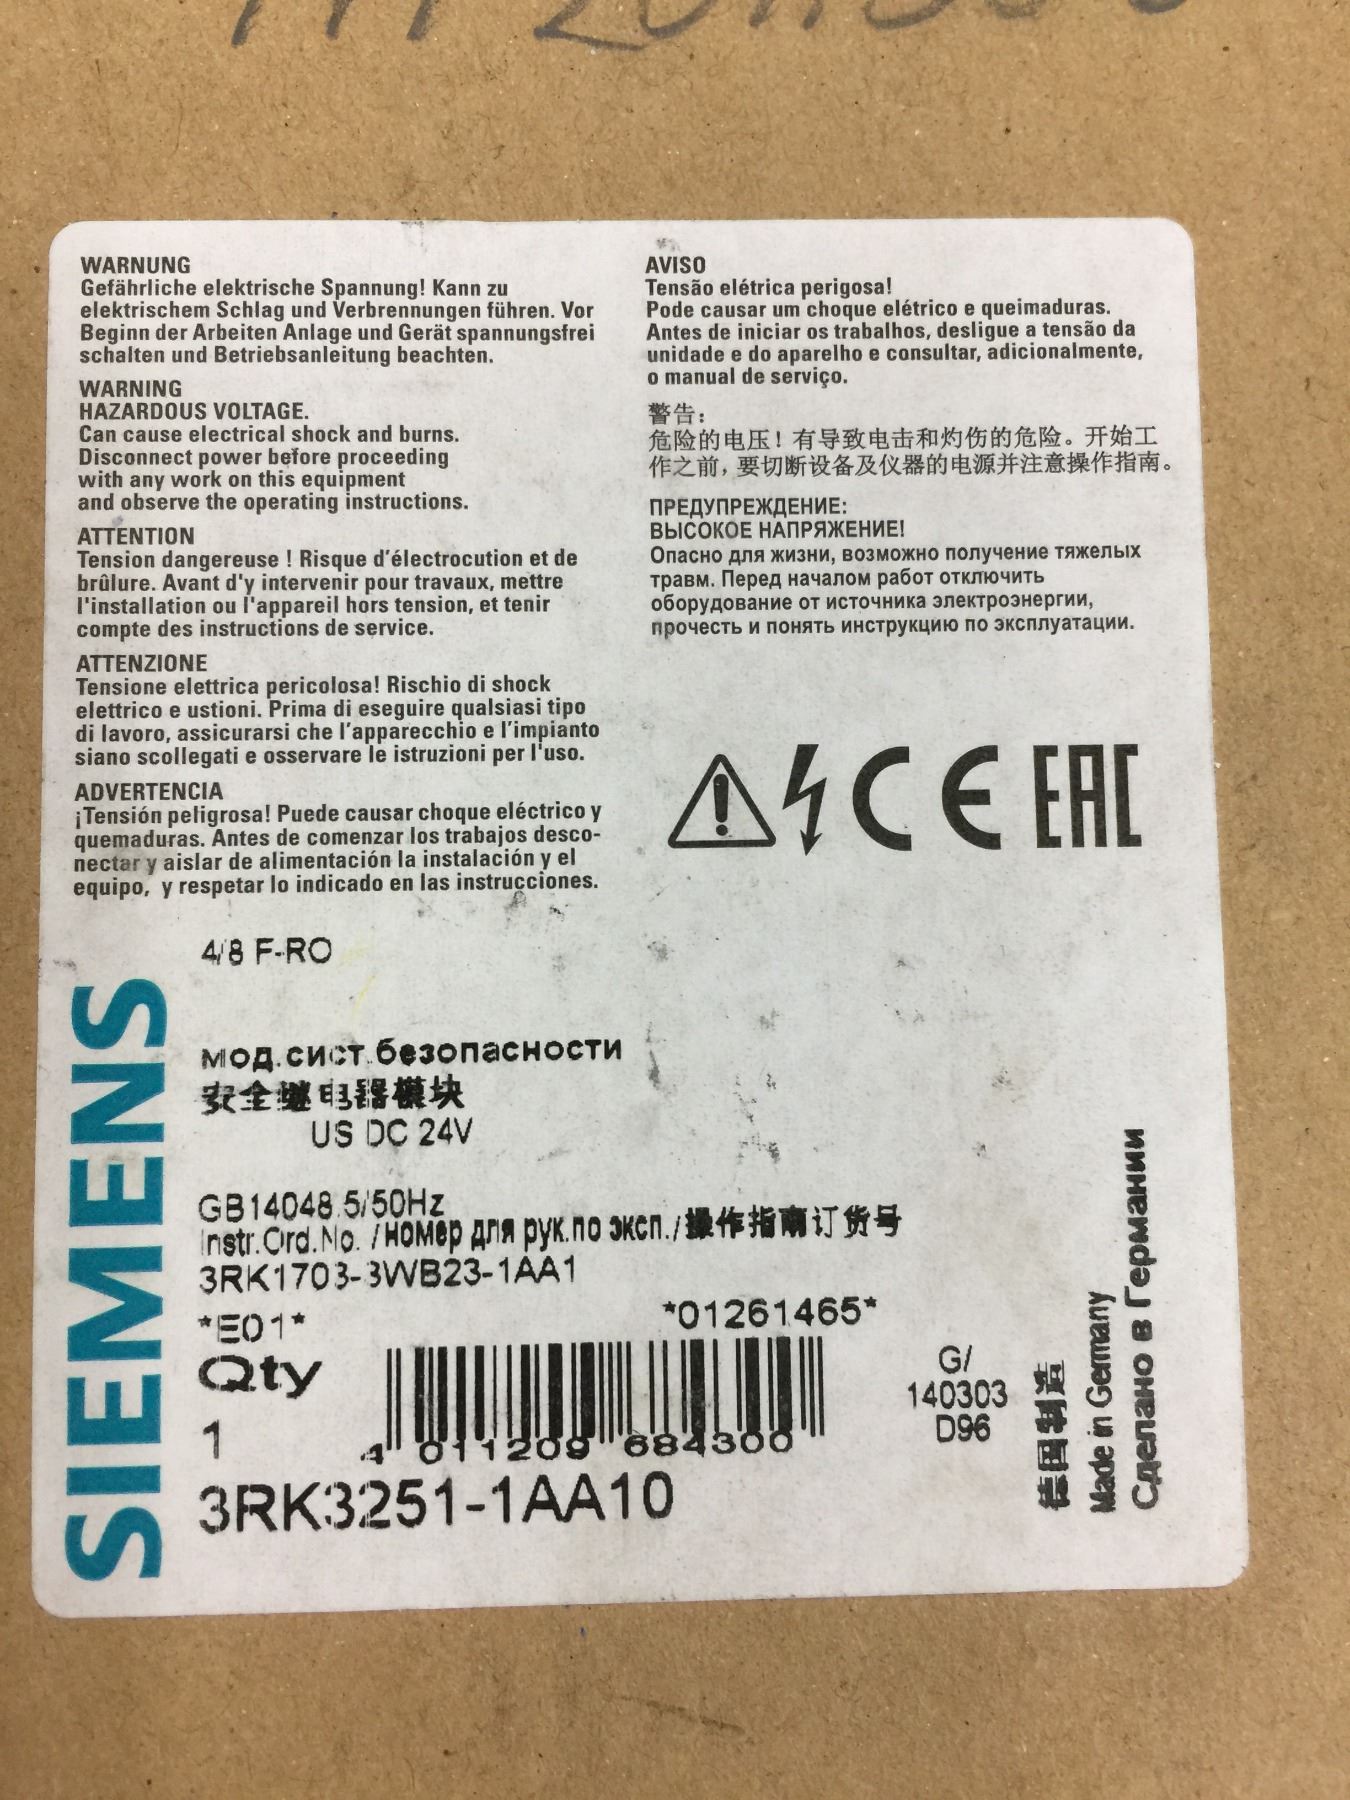 WARNUNG
Gefährliche elektrische Spannung! Kann zu
elektrischem Schlag und Verbrennungen führen. Vor
Beginn der Arbeiten Anlage und Gerät spannungsfrei
schalten und Betriebsanleitung beachten.
WARNING
HAZARDOUS VOLTAGE.
Can cause electrical shock and burns.
Disconnect power before proceeding
with any work on this equipment
and observe the operating instructions.
ATTENTION
Tension dangereuse ! Risque d'électrocution et de
brûlure. Avant d'y intervenir pour travaux, mettre
l'installation ou l'appareil hors tension, et tenir
compte des instructions de service.
ATTENZIONE
Tensione elettrica pericolosa! Rischio di shock
elettrico e ustioni. Prima di eseguire qualsiasi tipo
di lavoro, assicurarsi che l'apparecchio e l'impianto
siano scollegati e osservare le istruzioni per l'uso.
ADVERTENCIA
¡Tensión peligrosa! Puede causar choque eléctrico y
quemaduras. Antes de comenzar los trabajos desco-
nectar y aislar de alimentación la instalación y el
equipo, y respetar lo indicado en las instrucciones.
AVISO
Tensão elétrica perigosa!
Pode causar um choque elétrico e queimaduras.
Antes de iniciar os trabalhos, desligue a tensão da
unidade e do aparelho e consultar, adicionalmente,
o manual de serviço.
警告：
危险的电压！有导致电击和灼伤的危险。开始工
作之前，要切断设备及仪器的电源并注意操作指南。
ПРЕДУПРЕЖДЕНИЕ:
ВЫСОКОЕ НАПРЯЖЕНИЕ!
Опасно для жизни, возможно получение тяжелых
травм. Перед началом работ отключить
оборудование от источника электроэнергии,
прочесть и понять инструкцию по эксплуатации.
CE EAC
SIEMENS
4/8 F-RO
мод.сист.безопасности
安全继电器模块
US DC 24V
GB14048.5/50Hz
Instr.Ord.No. /номер для рук.по эксп./操作指南订货号
3RK1703-3WB23-1AA1
*E01* *01261465*
Qty
1
4 011209 684300
3RK3251-1AA10
G/
140303
D96
德国制造
Made in Germany
Сделано в Германии